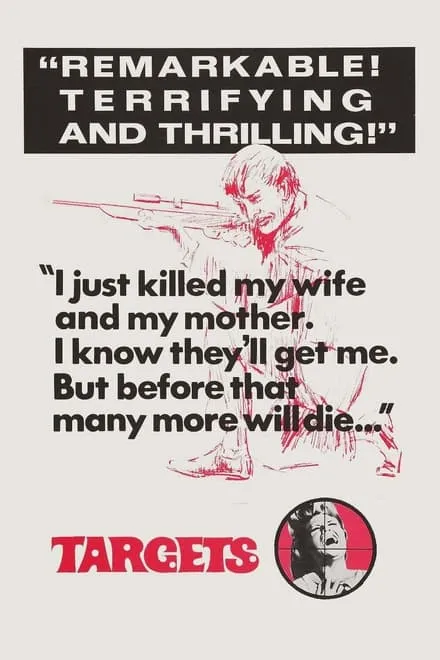 “REMARKABLE!
TERRIFYING
AND THRILLING!”
“I just killed my wife
and my mother.
I know they’ll get me.
But before that
many more will die...”
TARGETS